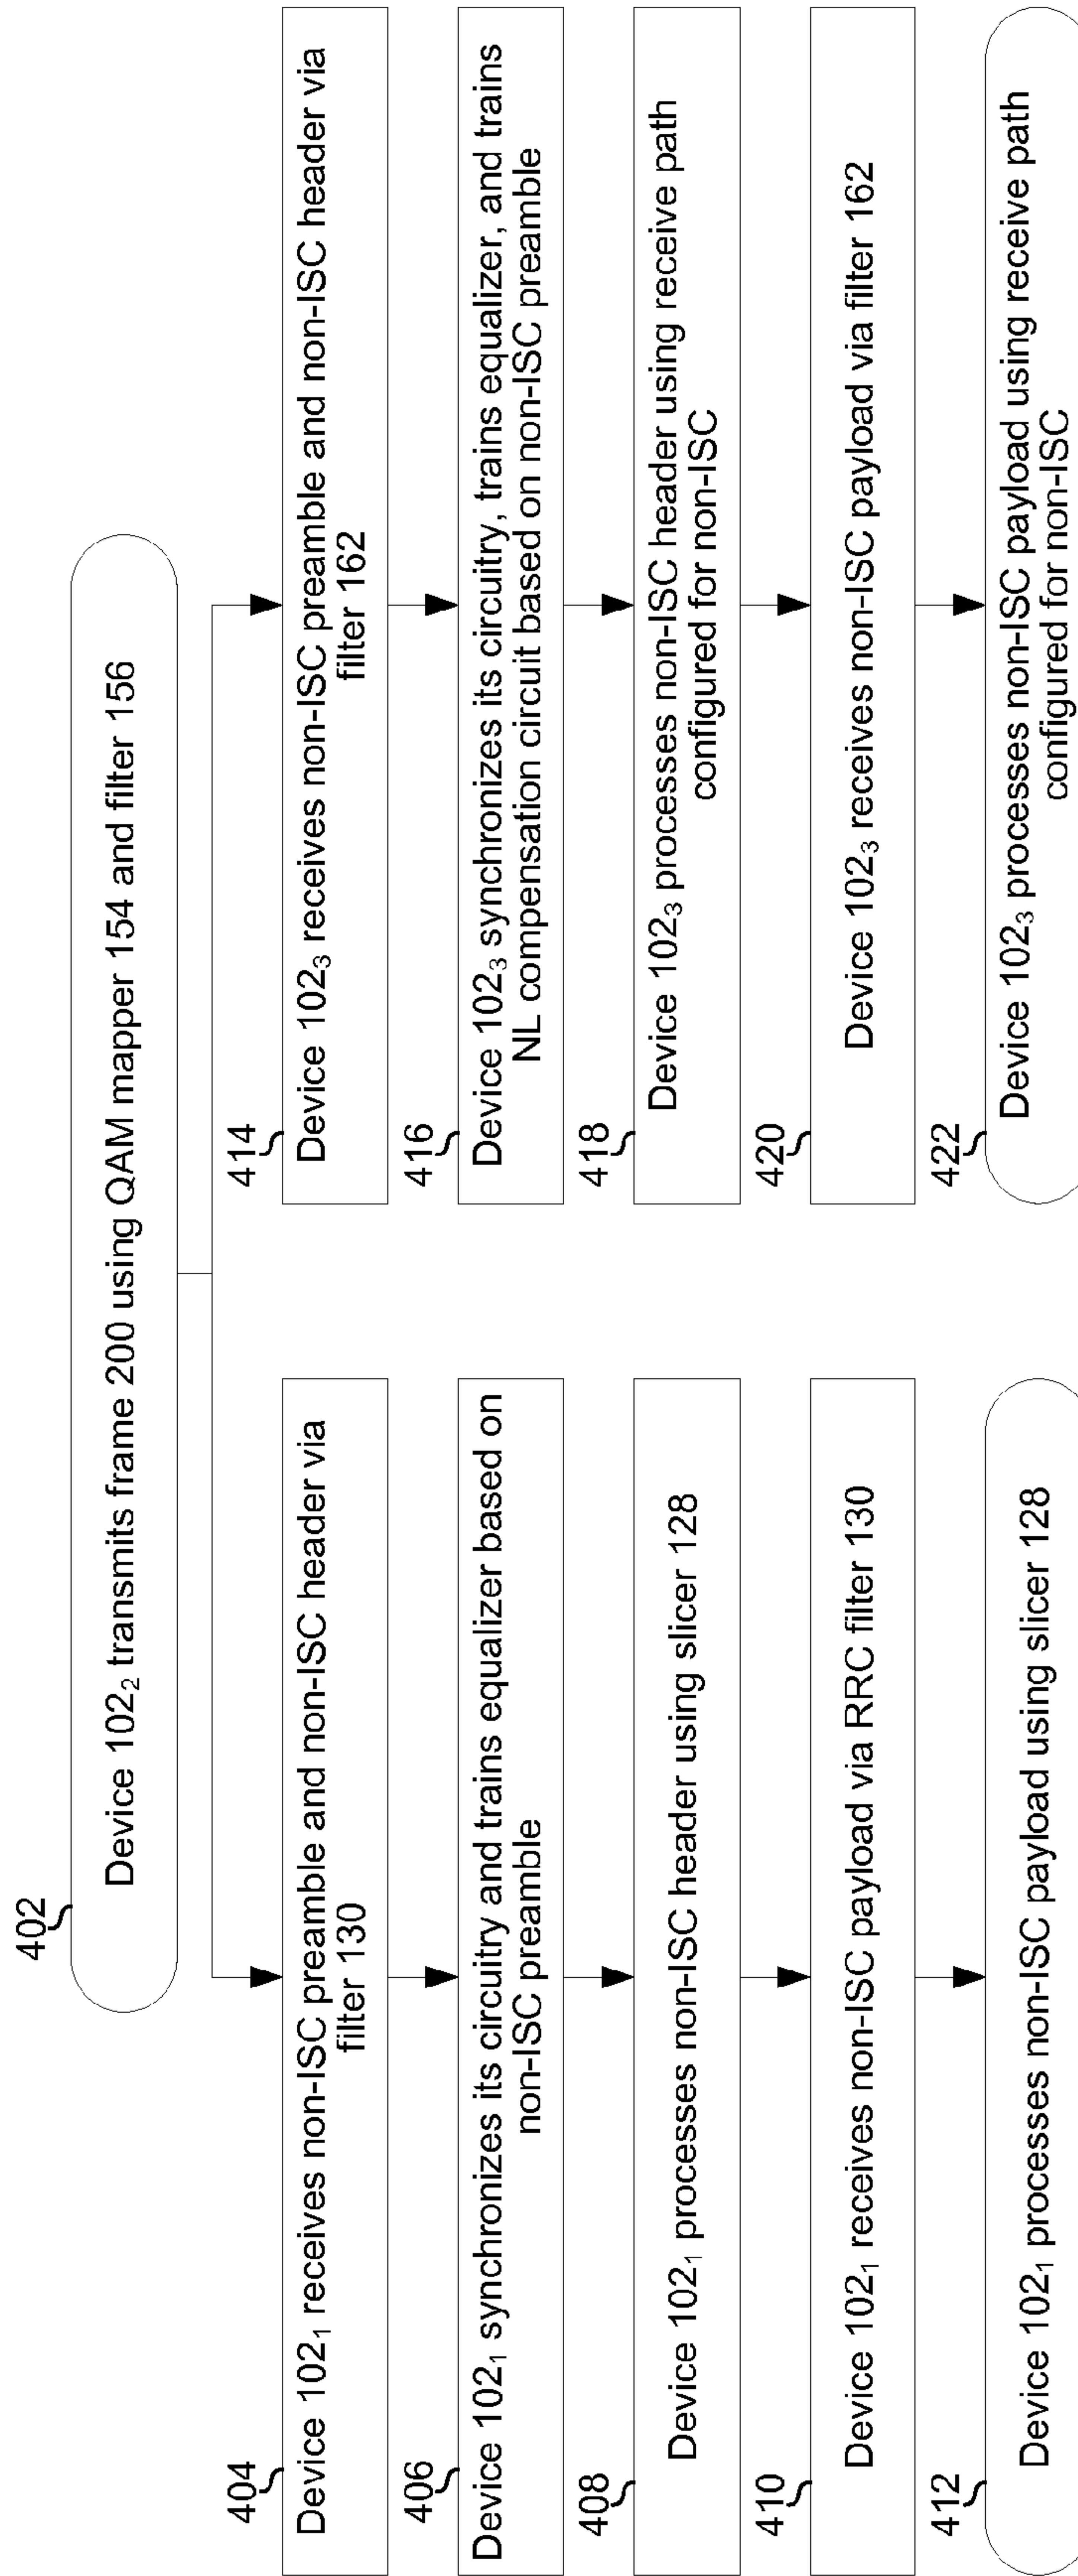 402
Device 102₂ transmits frame 200 using QAM mapper 154 and filter 156
404
Device 102₁ receives non-ISC preamble and non-ISC header via
filter 130
406
Device 102₁ synchronizes its circuitry and trains equalizer based on
non-ISC preamble
408
Device 102₁ processes non-ISC header using slicer 128
410
Device 102₁ receives non-ISC payload via RRC filter 130
412
Device 102₁ processes non-ISC payload using slicer 128
414
Device 102₃ receives non-ISC preamble and non-ISC header via
filter 162
416
Device 102₃ synchronizes its circuitry, trains equalizer, and trains
NL compensation circuit based on non-ISC preamble
418
Device 102₃ processes non-ISC header using receive path
configured for non-ISC
420
Device 102₃ receives non-ISC payload via filter 162
422
Device 102₃ processes non-ISC payload using receive path
configured for non-ISC